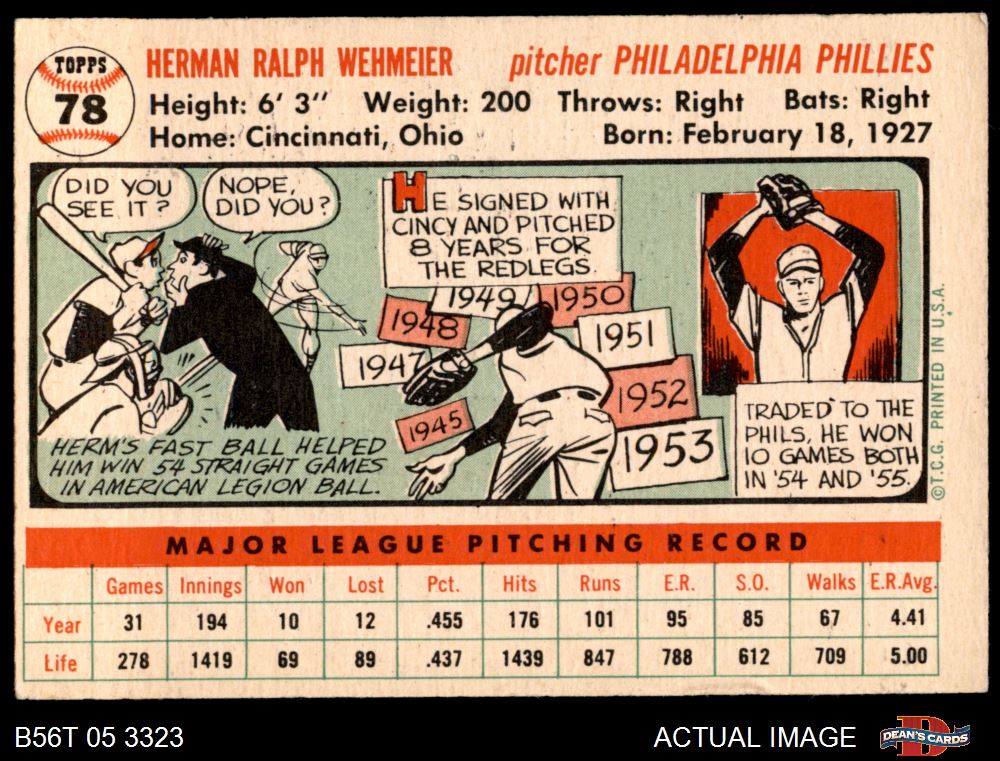 TOPPS
78
HERMAN RALPH WEHMEIER pitcher PHILADELPHIA PHILLIES
Height: 6' 3" Weight: 200 Throws: Right Bats: Right
Home: Cincinnati, Ohio Born: February 18, 1927
DID YOU
SEE IT?
NOPE,
DID YOU?
HERM'S FAST BALL HELPED
HIM WIN 54 STRAIGHT GAMES
IN AMERICAN LEGION BALL.
HE SIGNED WITH
CINCY AND PITCHED
8 YEARS FOR
THE REDLEGS.
1945
1947
1948
1949
1950
1951
1952
1953
TRADED TO THE
PHILS, HE WON
10 GAMES BOTH
IN '54 AND '55.
©T.C.G. PRINTED IN U.S.A.
MAJOR LEAGUE PITCHING RECORD
Games Innings Won Lost Pct. Hits Runs E.R. S.O. Walks E.R.Avg.
Year 31 194 10 12 .455 176 101 95 85 67 4.41
Life 278 1419 69 89 .437 1439 847 788 612 709 5.00
B56T 05 3323 ACTUAL IMAGE
DEAN'S CARDS